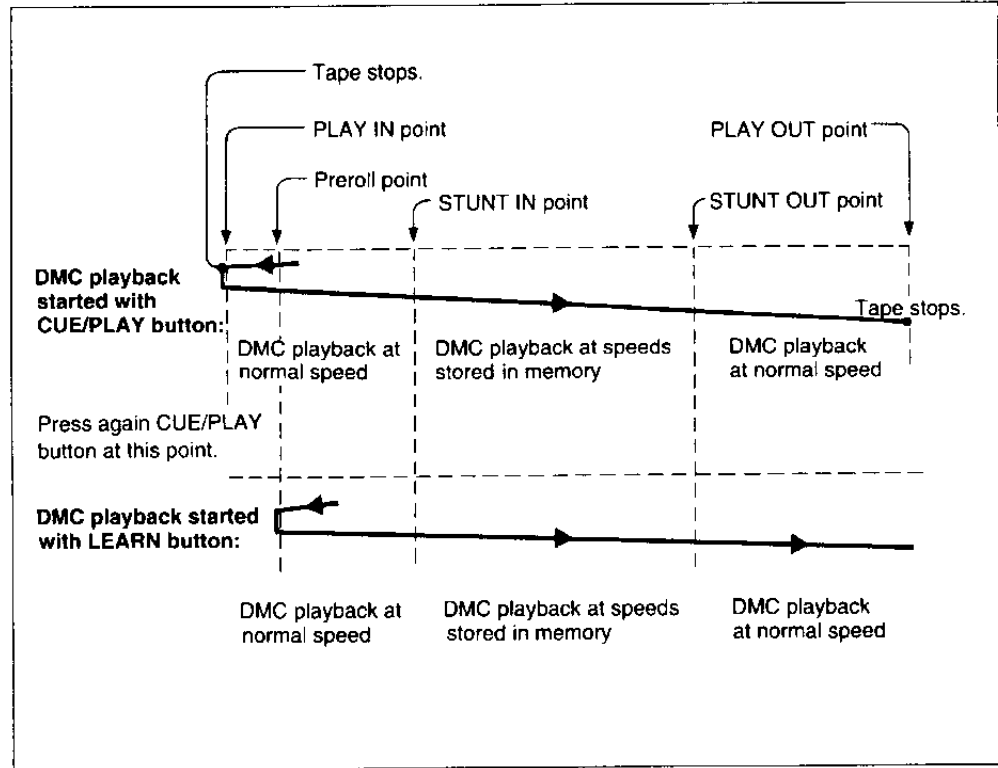 Tape stops.
PLAY IN point
PLAY OUT point
Preroll point
STUNT IN point
STUNT OUT point
DMC playback
started with
CUE/PLAY button:
Tape stops.
DMC playback at
normal speed
DMC playback at speeds
stored in memory
DMC playback
at normal speed
Press again CUE/PLAY
button at this point.
DMC playback started
with LEARN button:
DMC playback at
normal speed
DMC playback at speeds
stored in memory
DMC playback
at normal speed